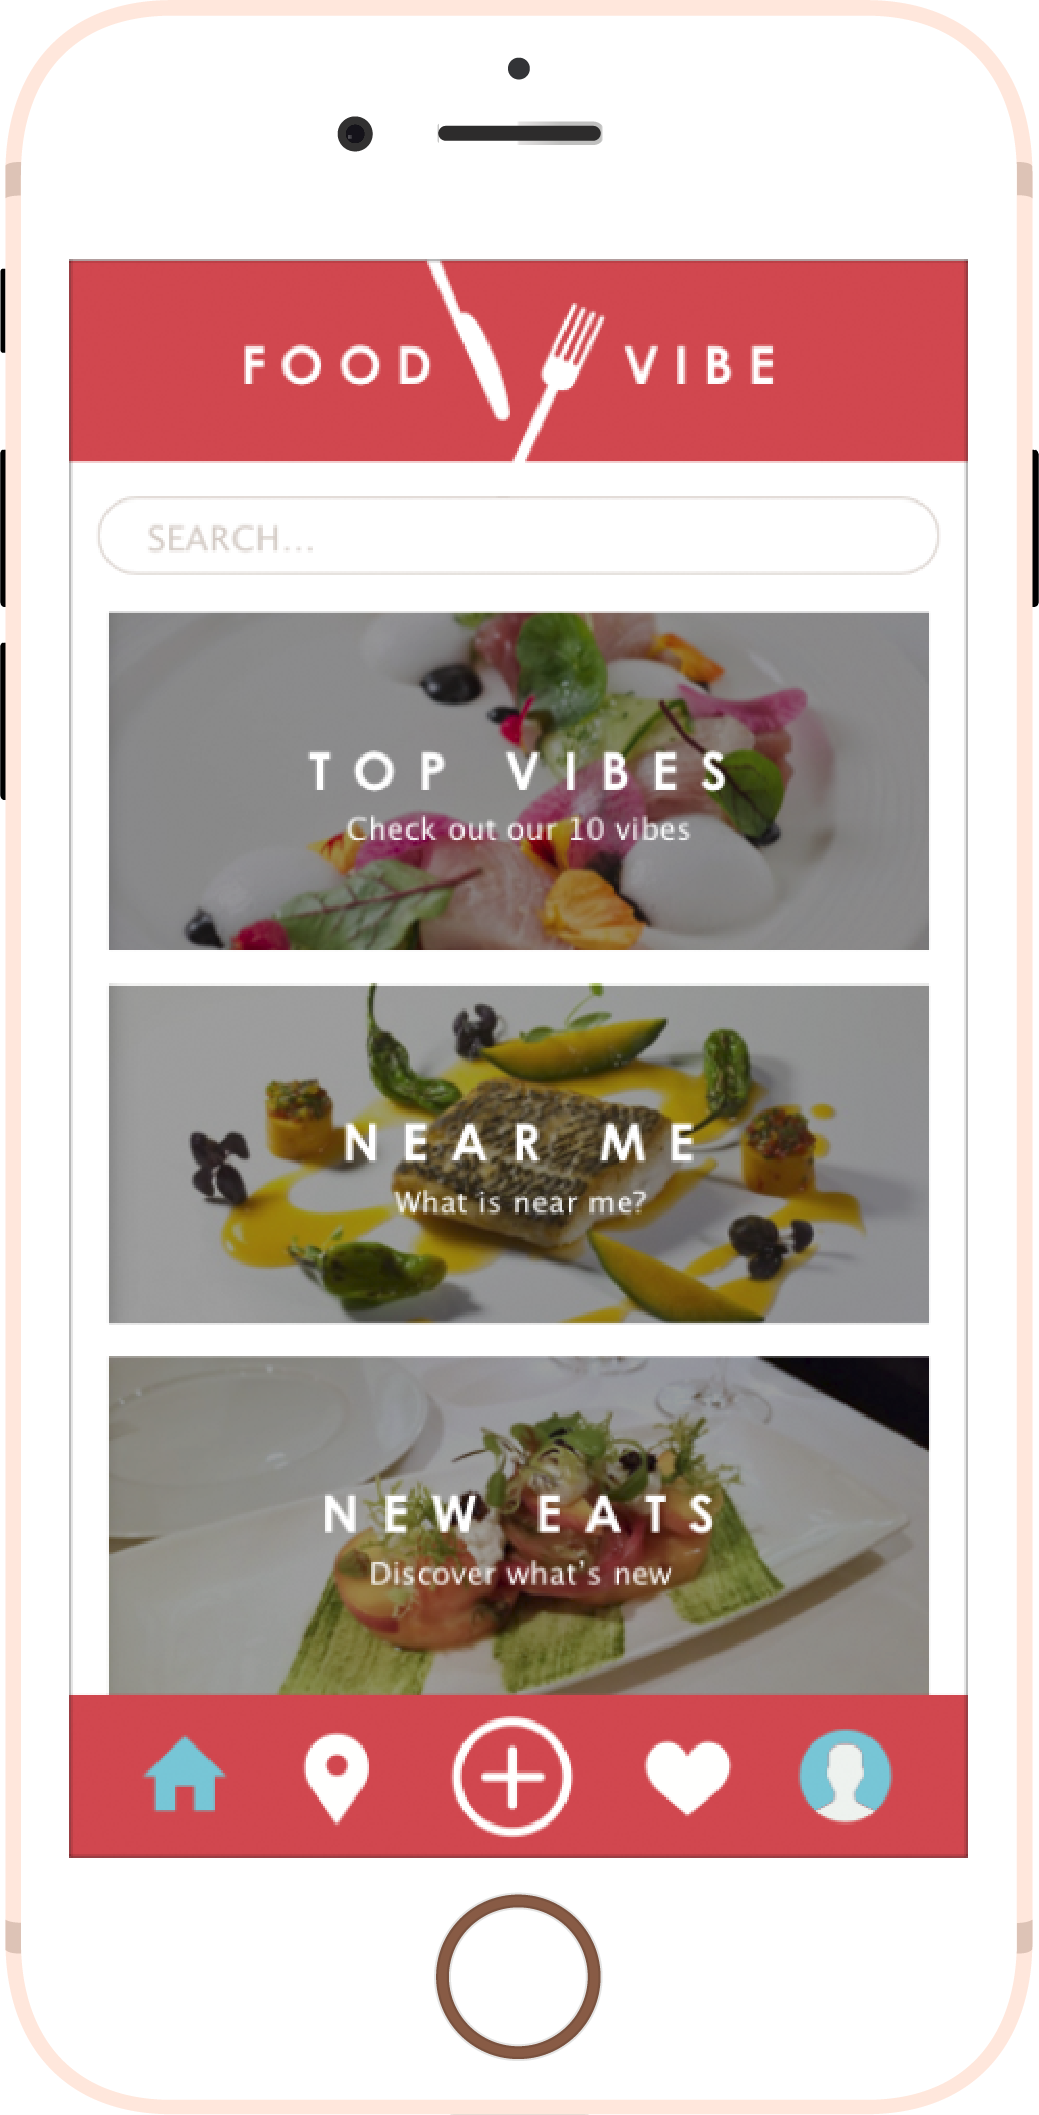 FOOD VIBE
SEARCH...
TOP VIBES
Check out our 10 vibes
NEAR ME
What is near me?
NEW EATS
Discover what's new